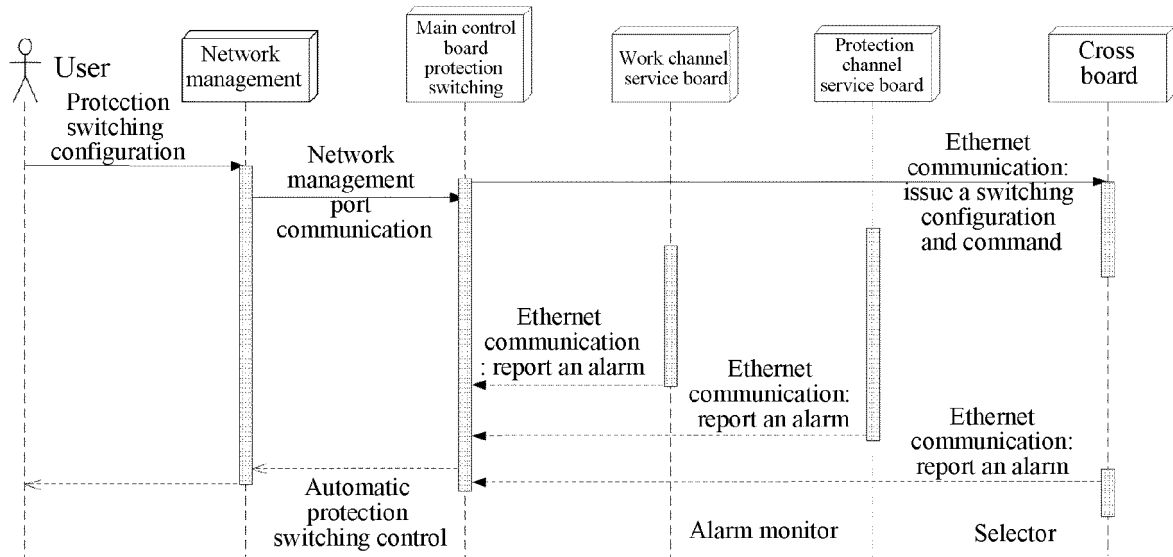 User
Network
management
Main control
board
protection
switching
Work channel
service board
Protection
channel
service board
Cross
board
Protection
switching
configuration
Network
management
port
communication
Ethernet
communication:
issuc a switching
configuration
and command
Ethernet
communication
: report an alarm
Ethernet
communication:
report an alarm
Ethernet
communication:
report an alarm
Automatic
protection
switching control
Alarm monitor
Selector